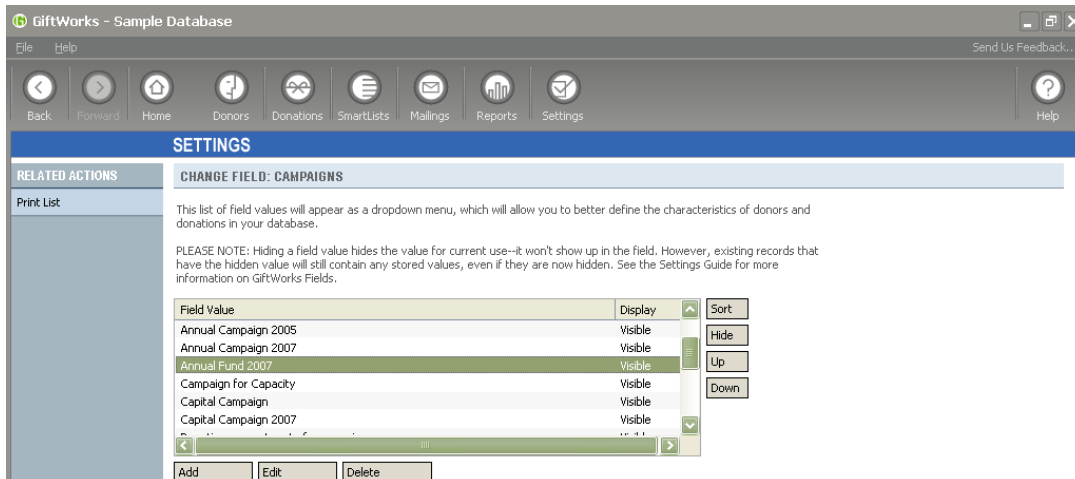 GiftWorks - Sample Database
File Help Send Us Feedback..
Back Forward Home Donors Donations SmartLists Mailings Reports Settings Help
SETTINGS
RELATED ACTIONS
Print List
CHANGE FIELD: CAMPAIGNS
This list of field values will appear as a dropdown menu, which will allow you to better define the characteristics of donors and
donations in your database.
PLEASE NOTE: Hiding a field value hides the value for current use--it won't show up in the field. However, existing records that
have the hidden value will still contain any stored values, even if they are now hidden. See the Settings Guide for more
information on GiftWorks Fields.
Field Value Display
Annual Campaign 2005 Visible
Annual Campaign 2007 Visible
Annual Fund 2007 Visible
Campaign for Capacity Visible
Capital Campaign Visible
Capital Campaign 2007 Visible
Sort
Hide
Up
Down
Add Edit Delete